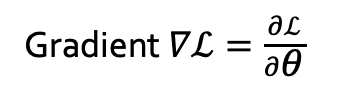 Gradient ∇ℒ = ∂ℒ/∂θ